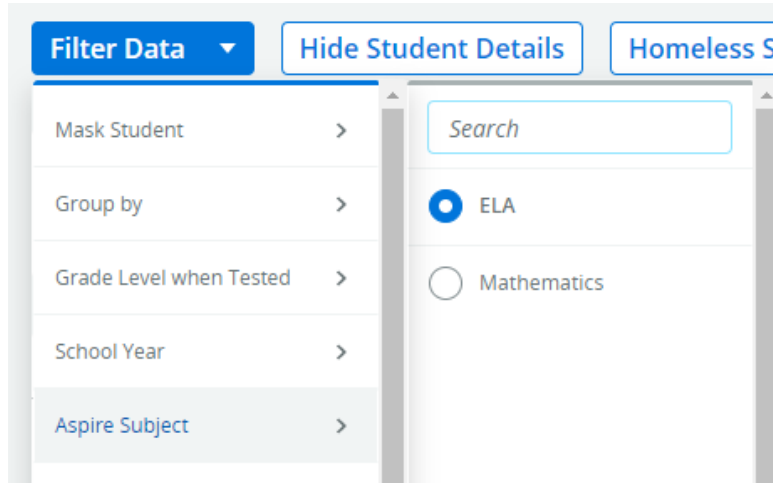 Filter Data
Hide Student Details
Homeless S
Mask Student
Group by
Grade Level when Tested
School Year
Aspire Subject
Search
ELA
Mathematics